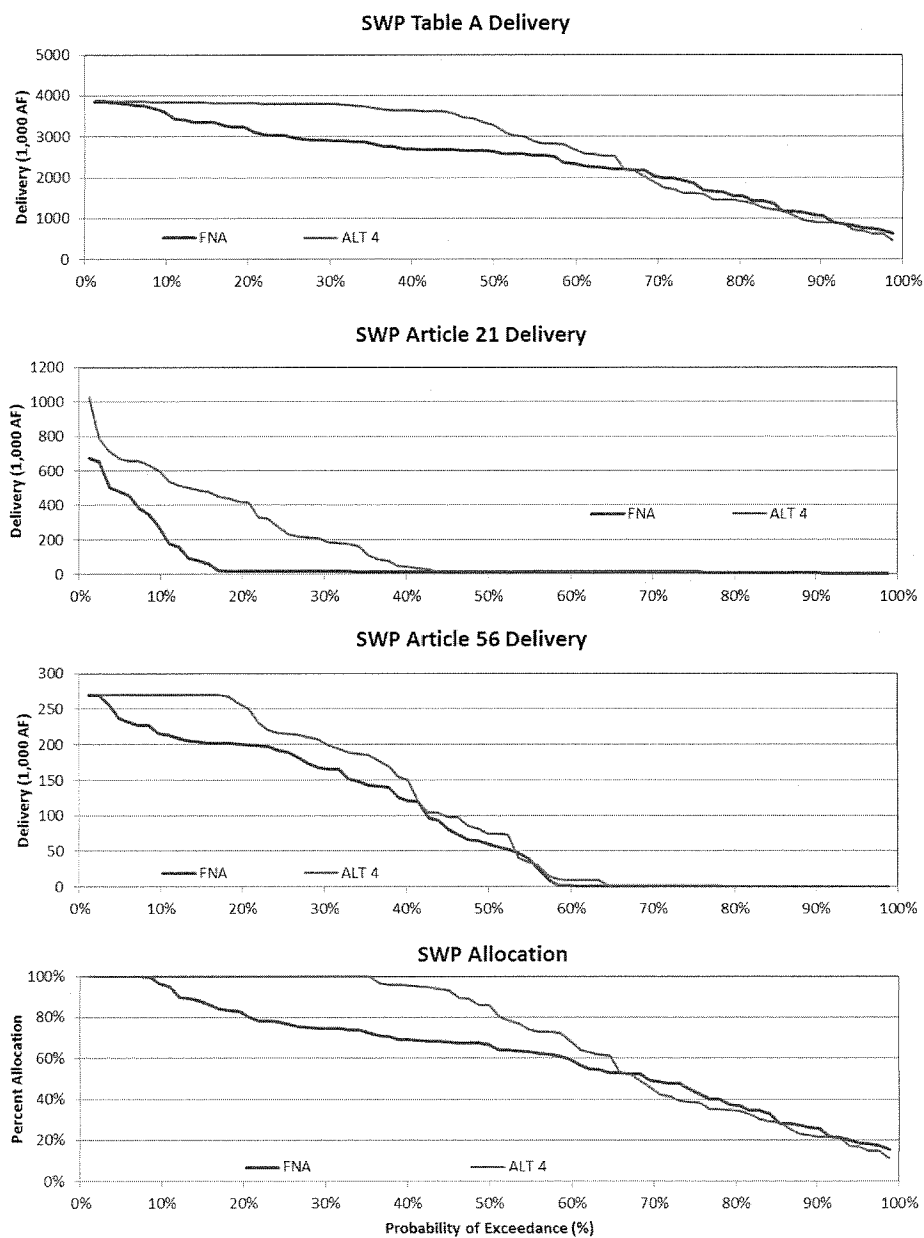 SWP Table A Delivery
Delivery (1,000 AF)
5000
4000
3000
2000
1000
0
FNA
ALT 4
0% 10% 20% 30% 40% 50% 60% 70% 80% 90% 100%
SWP Article 21 Delivery
Delivery (1,000 AF)
1200
1000
800
600
400
200
0
FNA
ALT 4
0% 10% 20% 30% 40% 50% 60% 70% 80% 90% 100%
SWP Article 56 Delivery
Delivery (1,000 AF)
300
250
200
150
100
50
0
FNA
ALT 4
0% 10% 20% 30% 40% 50% 60% 70% 80% 90% 100%
SWP Allocation
Percent Allocation
100%
80%
60%
40%
20%
0%
FNA
ALT 4
0% 10% 20% 30% 40% 50% 60% 70% 80% 90% 100%
Probability of Exceedance (%)